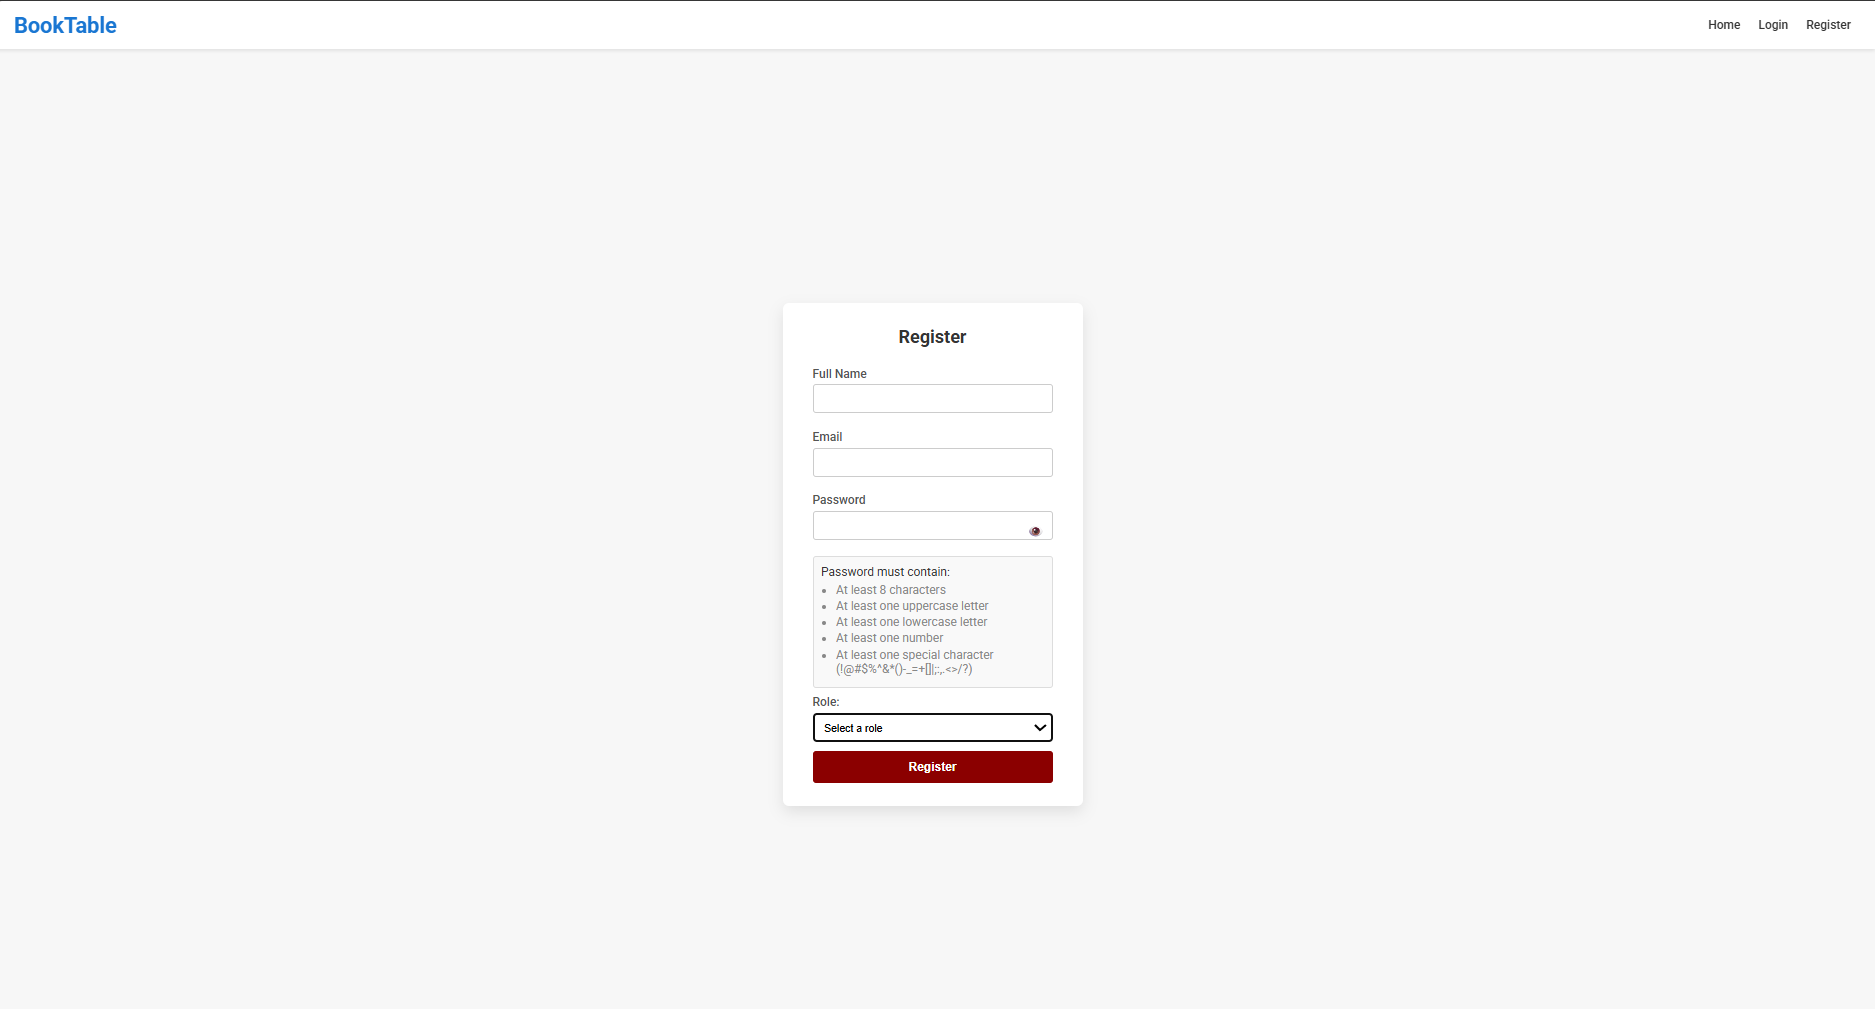 BookTable
Home
Login
Register
Register
Full Name
Email
Password
Password must contain:
At least 8 characters
At least one uppercase letter
At least one lowercase letter
At least one number
At least one special character
(!@#$%^&*()-_=+[]|;:,.<>/?)
Role:
Select a role
Register